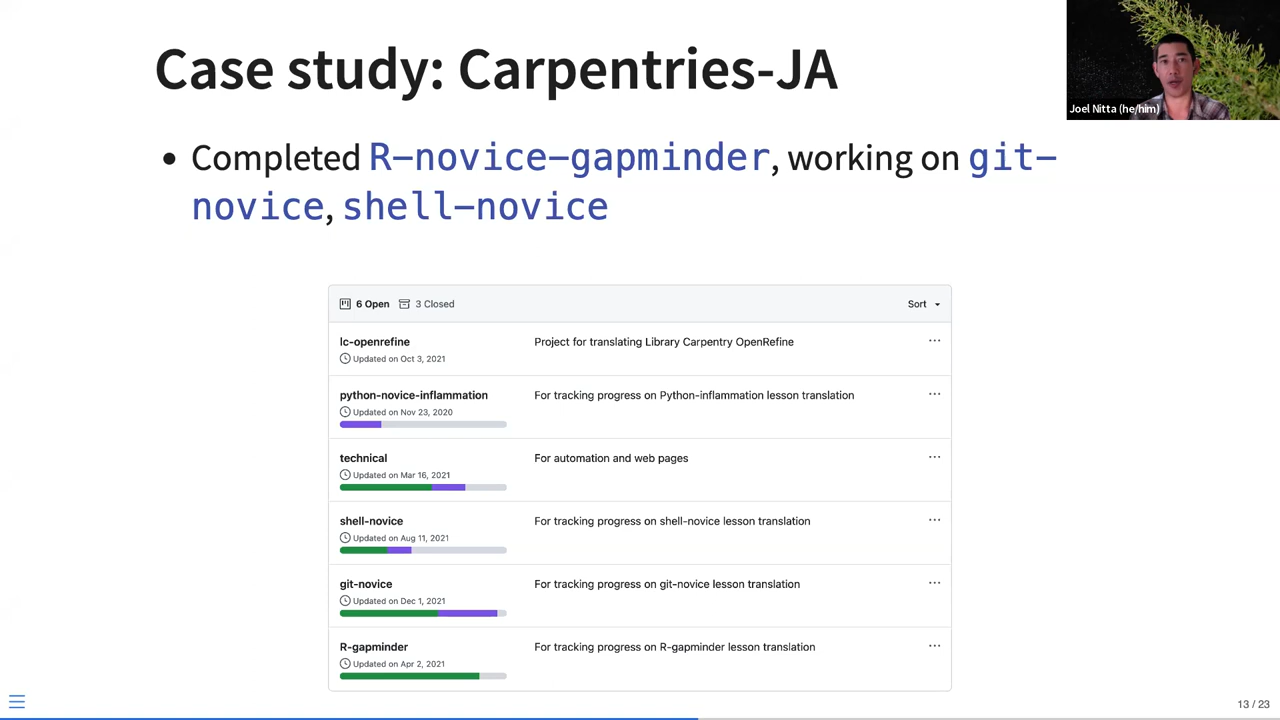 Case study: Carpentries-JA
Joel Nitta (he/him)
• Completed R-novice-gapminder, working on git-
novice, shell-novice
6 Open 3 Closed Sort
lc-openrefine Project for translating Library Carpentry OpenRefine
Updated on Oct 3, 2021
python-novice-inflammation For tracking progress on Python-inflammation lesson translation
Updated on Nov 23, 2020
technical For automation and web pages
Updated on Mar 16, 2021
shell-novice For tracking progress on shell-novice lesson translation
Updated on Aug 11, 2021
git-novice For tracking progress on git-novice lesson translation
Updated on Dec 1, 2021
R-gapminder For tracking progress on R-gapminder lesson translation
Updated on Apr 2, 2021
13 / 23